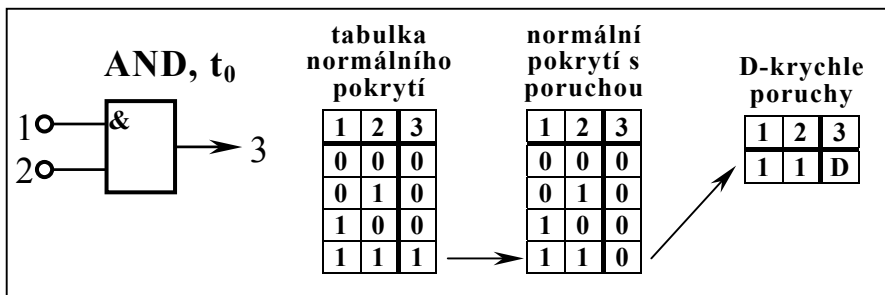 AND, t₀
&
1
2
3
tabulka
normálního
pokrytí
1 2 3
0 0 0
0 1 0
1 0 0
1 1 1
normální
pokrytí s
poruchou
1 2 3
0 0 0
0 1 0
1 0 0
1 1 0
D-krychle
poruchy
1 2 3
1 1 D